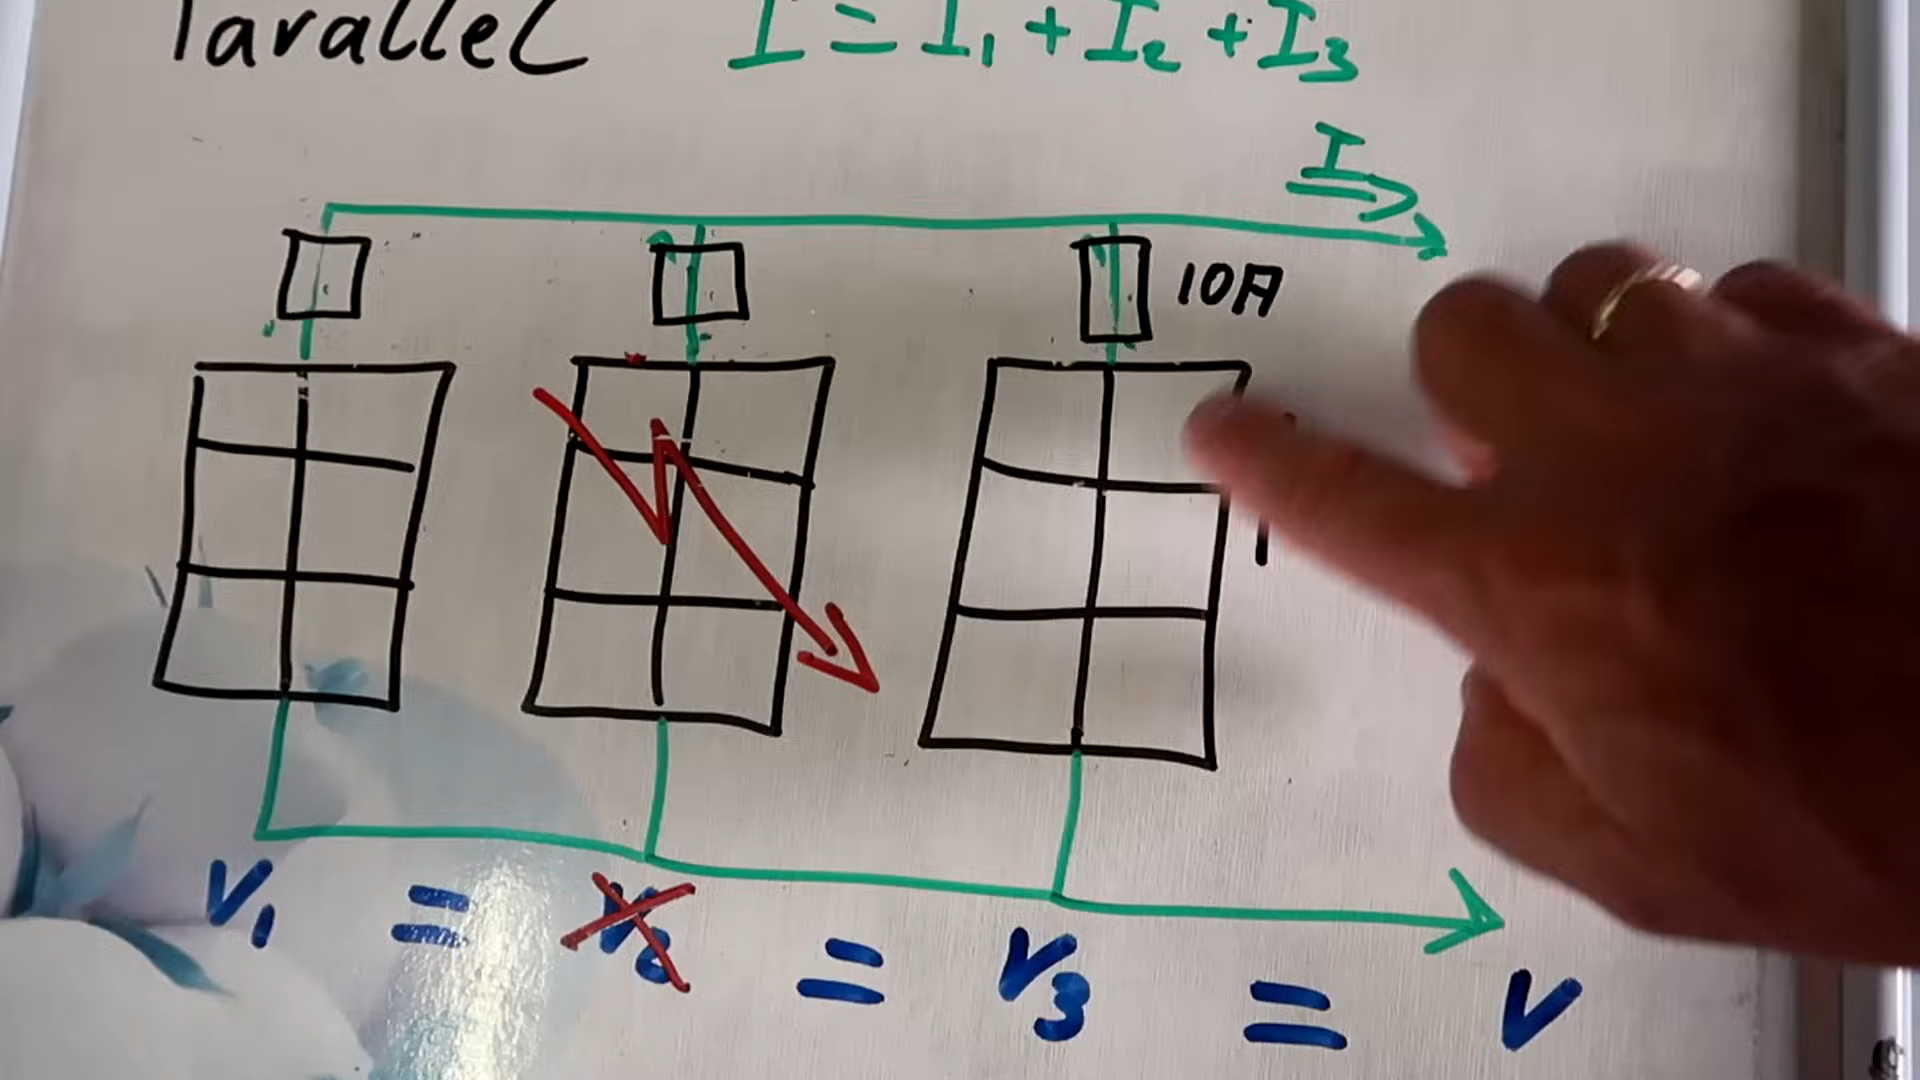 Parallel I = I1 + I2 + I3
I
10A
V1 = V2 = V3 = V